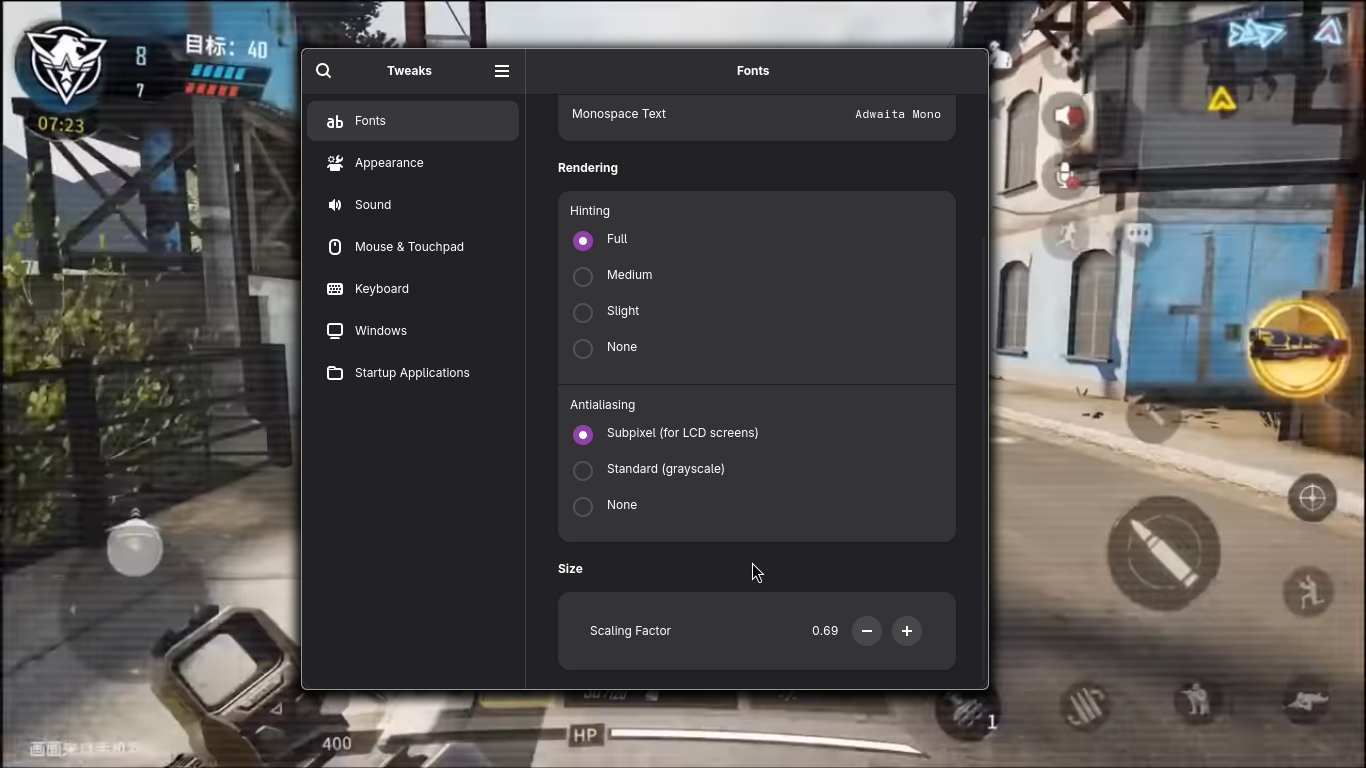 8
目标: 40
7
07:23
Tweaks
Fonts
Fonts
Appearance
Sound
Mouse & Touchpad
Keyboard
Windows
Startup Applications
Monospace Text
Adwaita Mono
Rendering
Hinting
Full
Medium
Slight
None
Antialiasing
Subpixel (for LCD screens)
Standard (grayscale)
None
Size
Scaling Factor
0.69
1
HP
400